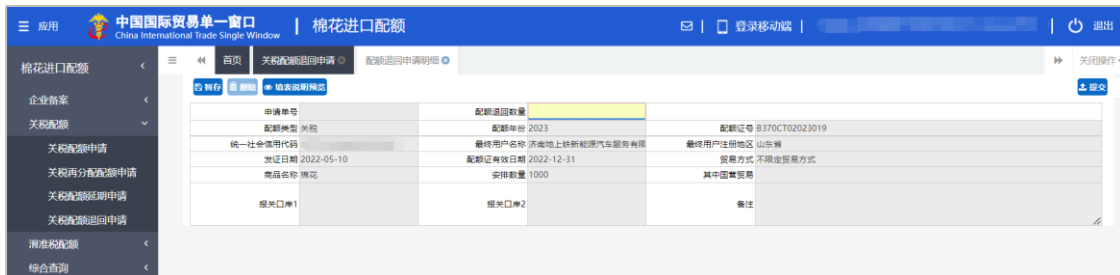 应用 中国国际贸易单一窗口 棉花进口配额 登录移动端 退出
China International Trade Single Window
棉花进口配额 首页 关税配额退回申请 配额退回申请明细 关闭操作
暂存 删除 填表说明预览 提交
企业备案
申请单号 配额退回数量
关税配额
配额类型 关税 配额年份 2023 配额证号 B370CT02023019
关税配额申请
统一社会信用代码 最终用户名称 济南地上铁新能源汽车服务有限 最终用户注册地区 山东省
关税再分配配额申请
发证日期 2022-05-10 配额证有效日期 2022-12-31 贸易方式 不限定贸易方式
商品名称 棉花 安排数量 1000 其中国营贸易
关税配额延期申请
报关口岸1 报关口岸2 备注
关税配额退回申请
滑准税配额
综合查询